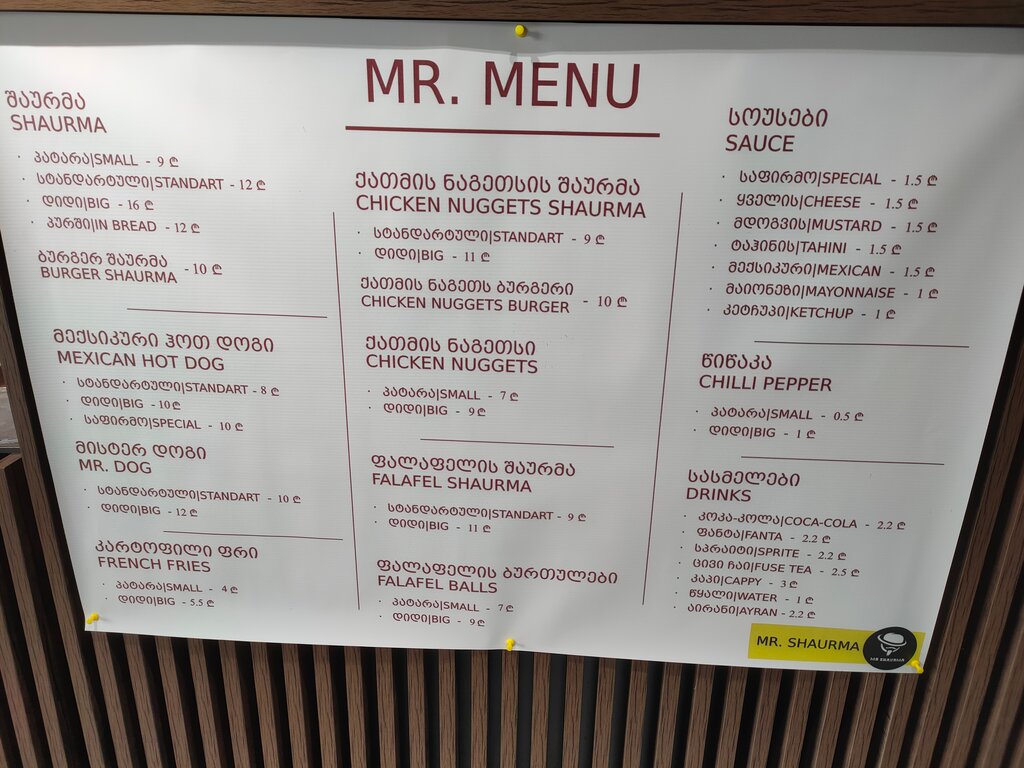 MR. MENU
შაურმა
SHAURMA
· პატარა|SMALL - 9 ₾
· სტანდარტული|STANDART - 12 ₾
· დიდი|BIG - 16 ₾
· პურში|IN BREAD - 12 ₾
ბურგერ შაურმა
BURGER SHAURMA - 10 ₾
მექსიკური ჰოთ დოგი
MEXICAN HOT DOG
· სტანდარტული|STANDART - 8 ₾
· დიდი|BIG - 10 ₾
· საფირმო|SPECIAL - 10 ₾
მისტერ დოგი
MR. DOG
· სტანდარტული|STANDART - 10 ₾
· დიდი|BIG - 12 ₾
კარტოფილი ფრი
FRENCH FRIES
· პატარა|SMALL - 4 ₾
· დიდი|BIG - 5.5 ₾
ქათმის ნაგეთსის შაურმა
CHICKEN NUGGETS SHAURMA
· სტანდარტული|STANDART - 9 ₾
· დიდი|BIG - 11 ₾
ქათმის ნაგეთს ბურგერი
CHICKEN NUGGETS BURGER - 10 ₾
ქათმის ნაგეთსი
CHICKEN NUGGETS
· პატარა|SMALL - 7 ₾
· დიდი|BIG - 9 ₾
ფალაფელის შაურმა
FALAFEL SHAURMA
· სტანდარტული|STANDART - 9 ₾
· დიდი|BIG - 11 ₾
ფალაფელის ბურთულები
FALAFEL BALLS
· პატარა|SMALL - 7 ₾
· დიდი|BIG - 9 ₾
სოუსები
SAUCE
· საფირმო|SPECIAL - 1.5 ₾
· ყველის|CHEESE - 1.5 ₾
· მდოგვის|MUSTARD - 1.5 ₾
· ტაჰინის|TAHINI - 1.5 ₾
· მექსიკური|MEXICAN - 1.5 ₾
· მაიონეზი|MAYONNAISE - 1 ₾
· კეტჩუპი|KETCHUP - 1 ₾
წიწაკა
CHILLI PEPPER
· პატარა|SMALL - 0.5 ₾
· დიდი|BIG - 1 ₾
სასმელები
DRINKS
· კოკა-კოლა|COCA-COLA - 2.2 ₾
· ფანტა|FANTA - 2.2 ₾
· სპრაიტი|SPRITE - 2.2 ₾
· ცივი ჩაი|FUSE TEA - 2.5 ₾
· კაპი|CAPPY - 3 ₾
· წყალი|WATER - 1 ₾
· აირანი|AYRAN - 2.2 ₾
MR. SHAURMA
MR SHAURMA